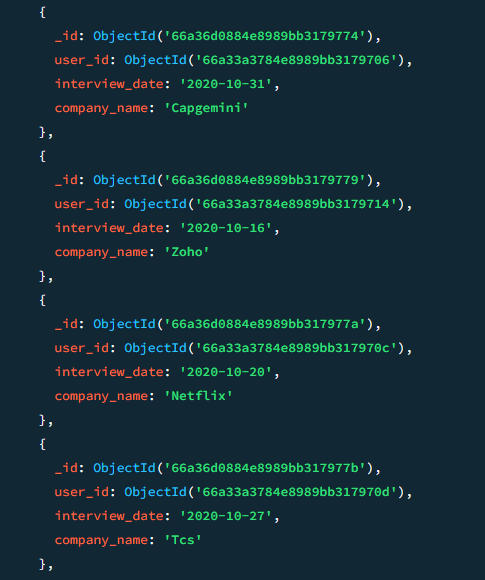 {
_id: ObjectId('66a36d0884e8989bb3179774'),
user_id: ObjectId('66a33a3784e8989bb3179706'),
interview_date: '2020-10-31',
company_name: 'Capgemini'
},
{
_id: ObjectId('66a36d0884e8989bb3179779'),
user_id: ObjectId('66a33a3784e8989bb3179714'),
interview_date: '2020-10-16',
company_name: 'Zoho'
},
{
_id: ObjectId('66a36d0884e8989bb317977a'),
user_id: ObjectId('66a33a3784e8989bb317970c'),
interview_date: '2020-10-20',
company_name: 'Netflix'
},
{
_id: ObjectId('66a36d0884e8989bb317977b'),
user_id: ObjectId('66a33a3784e8989bb317970d'),
interview_date: '2020-10-27',
company_name: 'Tcs'
},